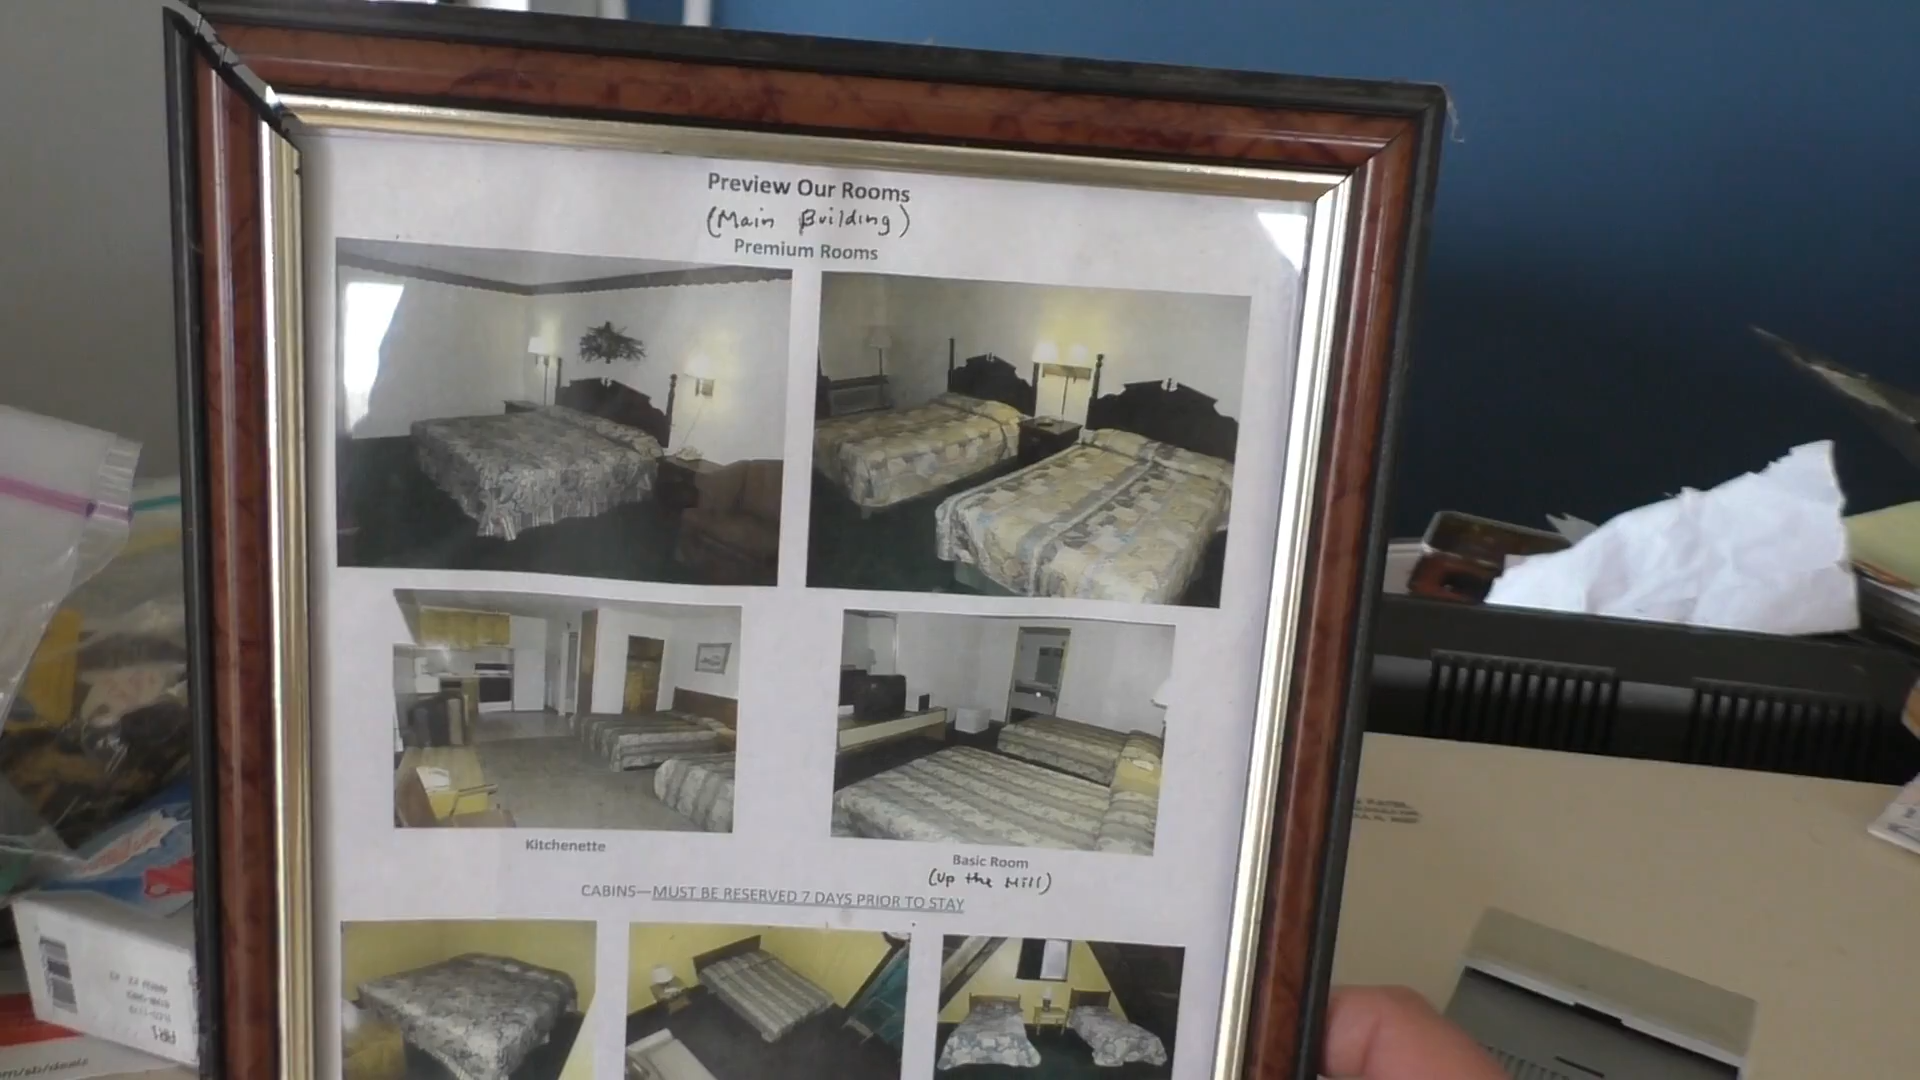 Preview Our Rooms
(Main Building)
Premium Rooms
Kitchenette
Basic Room
(Up the Hill)
CABINS—MUST BE RESERVED 7 DAYS PRIOR TO STAY